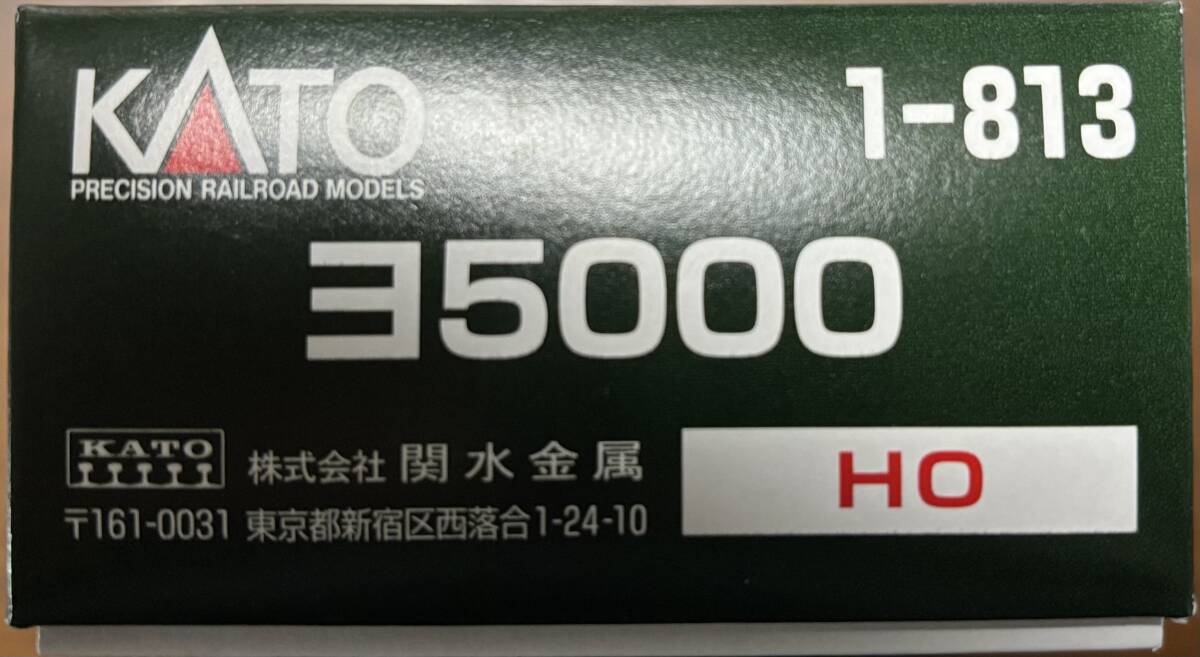 KATO
PRECISION RAILROAD MODELS
1-813
ヨ5000
KATO
株式会社 関水金属
〒161-0031 東京都新宿区西落合1-24-10
HO